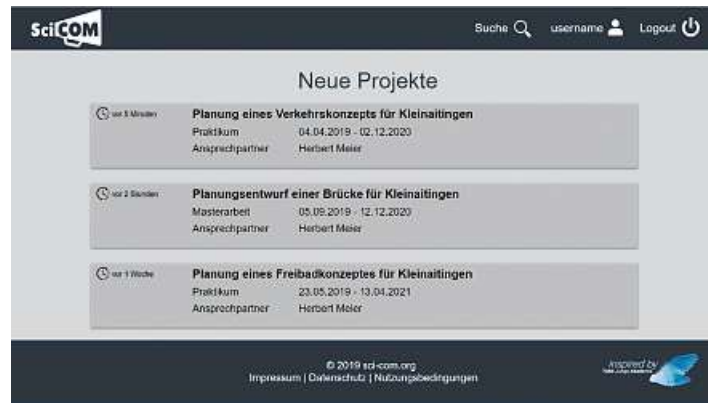 SciCOM
Suche username Logout
Neue Projekte
vor 5 Minuten Planung eines Verkehrskonzepts für Kleinaitingen
Praktikum 04.04.2019 - 02.12.2020
Ansprechpartner Herbert Meier
vor 2 Stunden Planungsentwurf einer Brücke für Kleinaitingen
Masterarbeit 05.09.2019 - 12.12.2020
Ansprechpartner Herbert Meier
vor 1 Woche Planung eines Freibadkonzeptes für Kleinaitingen
Praktikum 23.05.2019 - 13.04.2021
Ansprechpartner Herbert Meier
© 2019 sci-com.org
Impressum | Datenschutz | Nutzungsbedingungen
inspired by